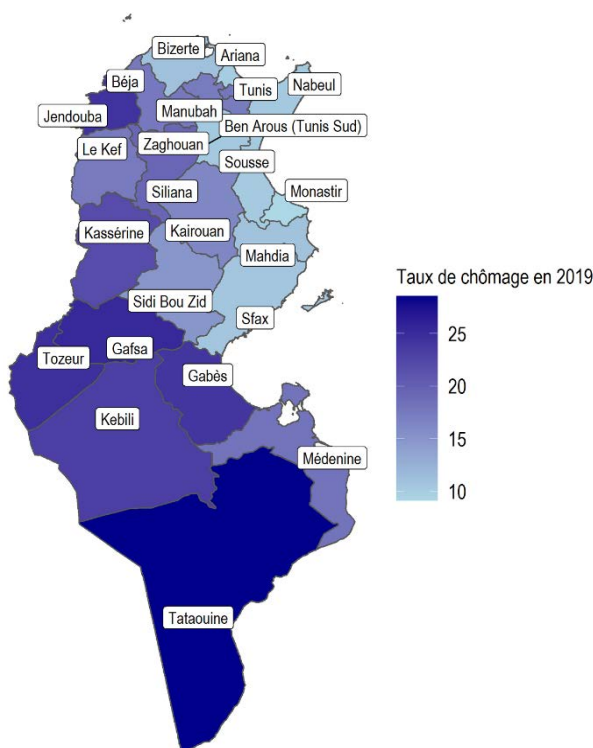 Bizerte
Ariana
Béja
Tunis
Nabeul
Jendouba
Manubah
Ben Arous (Tunis Sud)
Le Kef
Zaghouan
Sousse
Siliana
Monastir
Kassérine
Kairouan
Mahdia
Sidi Bou Zid
Sfax
Tozeur
Gafsa
Gabès
Kebili
Médenine
Tataouine
Taux de chômage en 2019
25
20
15
10